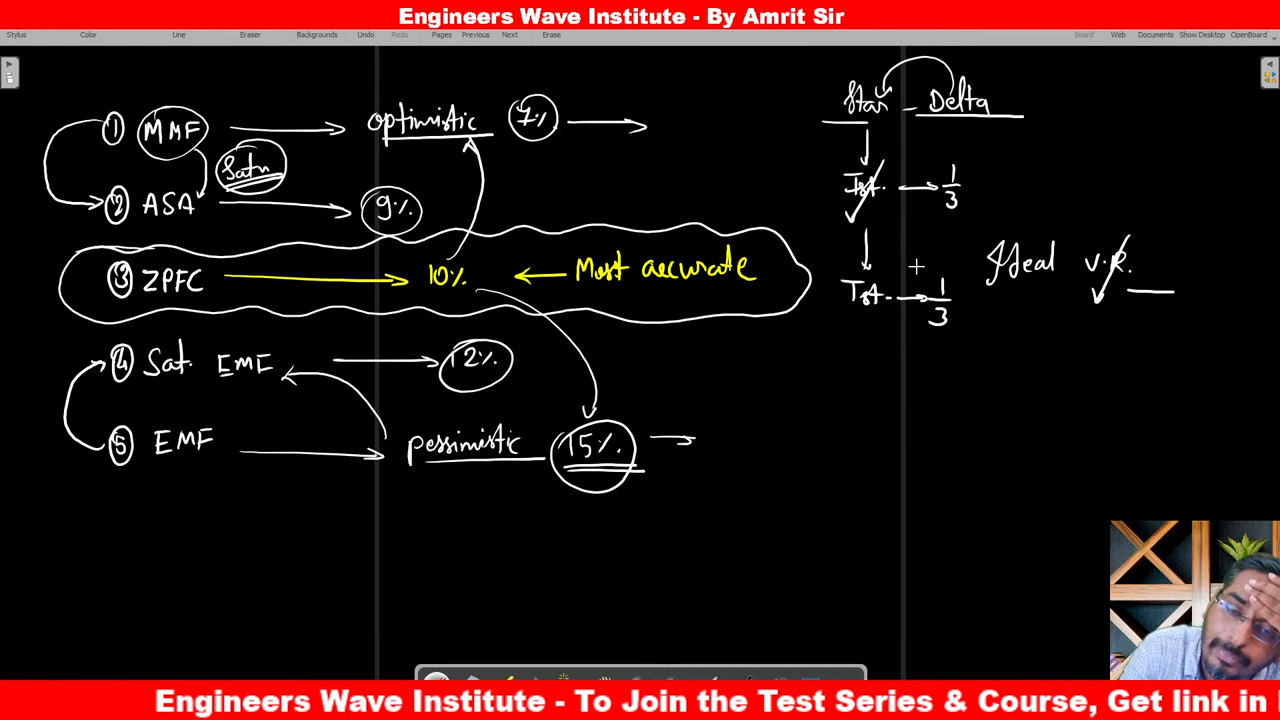 Engineers Wave Institute - By Amrit Sir
Stylus Color Line Eraser Backgrounds Undo Redo Pages Previous Next Erase Board Web Documents Show Desktop OpenBoard
① MMF → optimistic 7% →
Satn
② ASA → 9%
③ ZPFC → 10% ← Most accurate
④ Sat. EMF → 12%
⑤ EMF → pessimistic 15% →
Star - Delta
Ist. → 1/3
Tst. → 1/3
Ideal V.R.
Engineers Wave Institute - To Join the Test Series & Course, Get link in